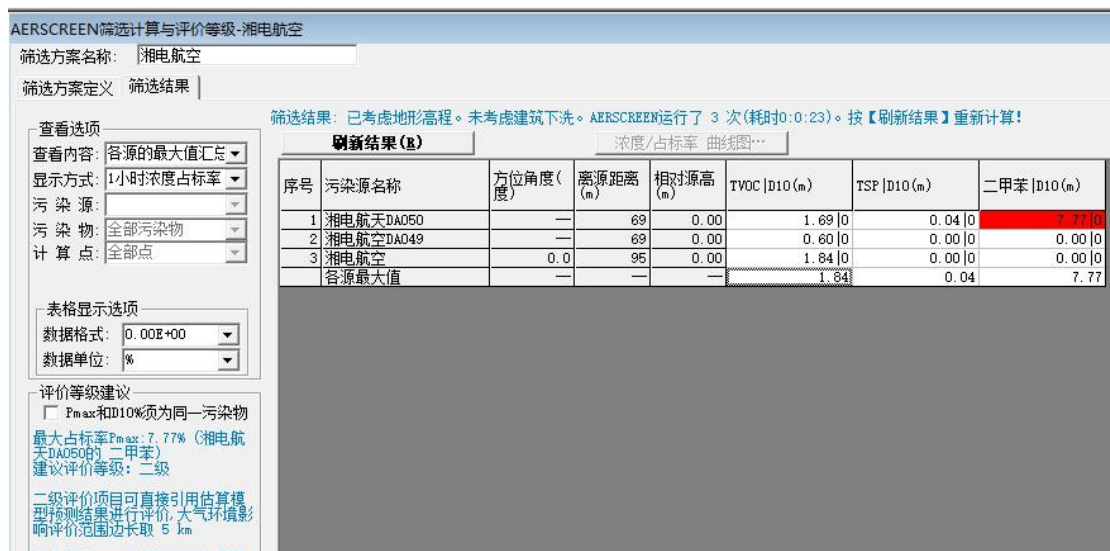 AERSCREEN筛选计算与评价等级-湘电航空
筛选方案名称: 湘电航空
筛选方案定义 筛选结果
筛选结果: 已考虑地形高程。未考虑建筑下洗。AERSCREEN运行了 3 次(耗时0:0:23)。按【刷新结果】重新计算!
查看选项
查看内容: 各源的最大值汇总
显示方式: 1小时浓度占标率
污 染 源:
污 染 物: 全部污染物
计 算 点: 全部点
表格显示选项
数据格式: 0.00E+00
数据单位: %
评价等级建议
Pmax和D10%须为同一污染物
最大占标率Pmax:7.77% (湘电航
天DA050的 二甲苯)
建议评价等级: 二级
二级评价项目可直接引用估算模
型预测结果进行评价,大气环境影
响评价范围边长取 5 km
刷新结果(R) 浓度/占标率 曲线图…
序号 污染源名称 方位角度(度) 离源距离(m) 相对源高(m) TVOC|D10(m) TSP|D10(m) 二甲苯|D10(m)
1 湘电航天DA050 — 69 0.00 1.69|0 0.04|0 7.77|0
2 湘电航空DA049 — 69 0.00 0.60|0 0.00|0 0.00|0
3 湘电航空 0.0 95 0.00 1.84|0 0.00|0 0.00|0
各源最大值 — — — 1.84 0.04 7.77